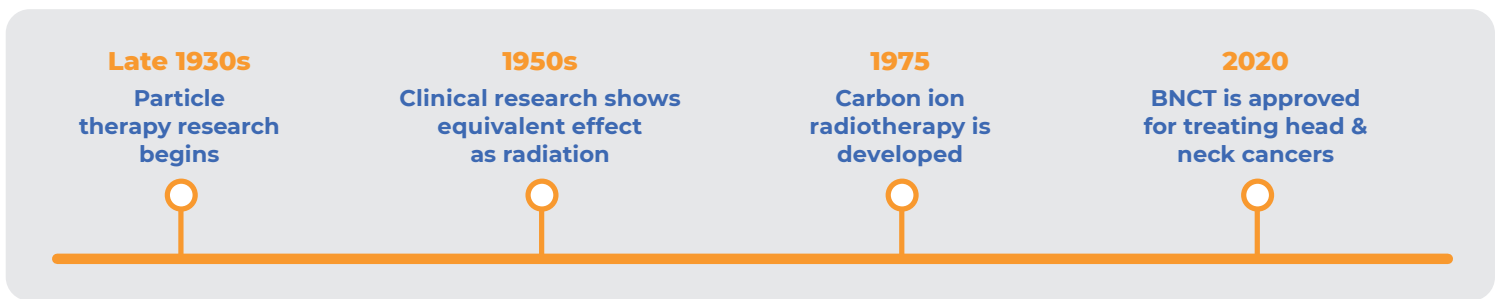 Late 1930s
Particle
therapy research
begins
1950s
Clinical research shows
equivalent effect
as radiation
1975
Carbon ion
radiotherapy is
developed
2020
BNCT is approved
for treating head &
neck cancers